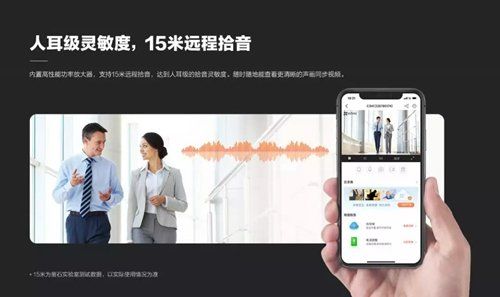 人耳级灵敏度，15米远程拾音
内置高性能功率放大器，支持15米远程拾音，达到人耳级的拾音灵敏度。随时随地能查看更清晰的声画同步视频。
• 15米为萤石实验室测试数据，以实际使用情况为准